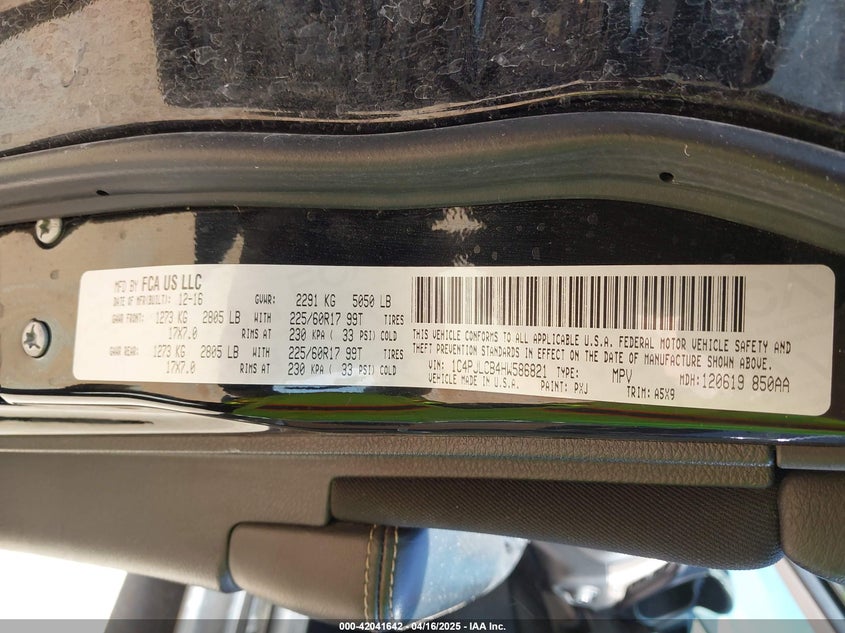 MFD BY FCA US LLC
DATE OF MFR(BUILT): 12-16 GVWR: 2291 KG 5050 LB
GAWR FRONT: 1273 KG 2805 LB WITH 225/60R17 99T TIRES
17X7.0 RIMS AT 230 KPA ( 33 PSI) COLD
GAWR REAR: 1273 KG 2805 LB WITH 225/60R17 99T TIRES
17X7.0 RIMS AT 230 KPA ( 33 PSI) COLD
THIS VEHICLE CONFORMS TO ALL APPLICABLE U.S.A. FEDERAL MOTOR VEHICLE SAFETY AND
THEFT PREVENTION STANDARDS IN EFFECT ON THE DATE OF MANUFACTURE SHOWN ABOVE.
VIN: 1C4PJLCB4HW586821 TYPE: MPV MDH:120619 850AA
VEHICLE MADE IN U.S.A. PAINT: PXJ TRIM: A5X9
000-42041642 - 04/16/2025 - IAA Inc.